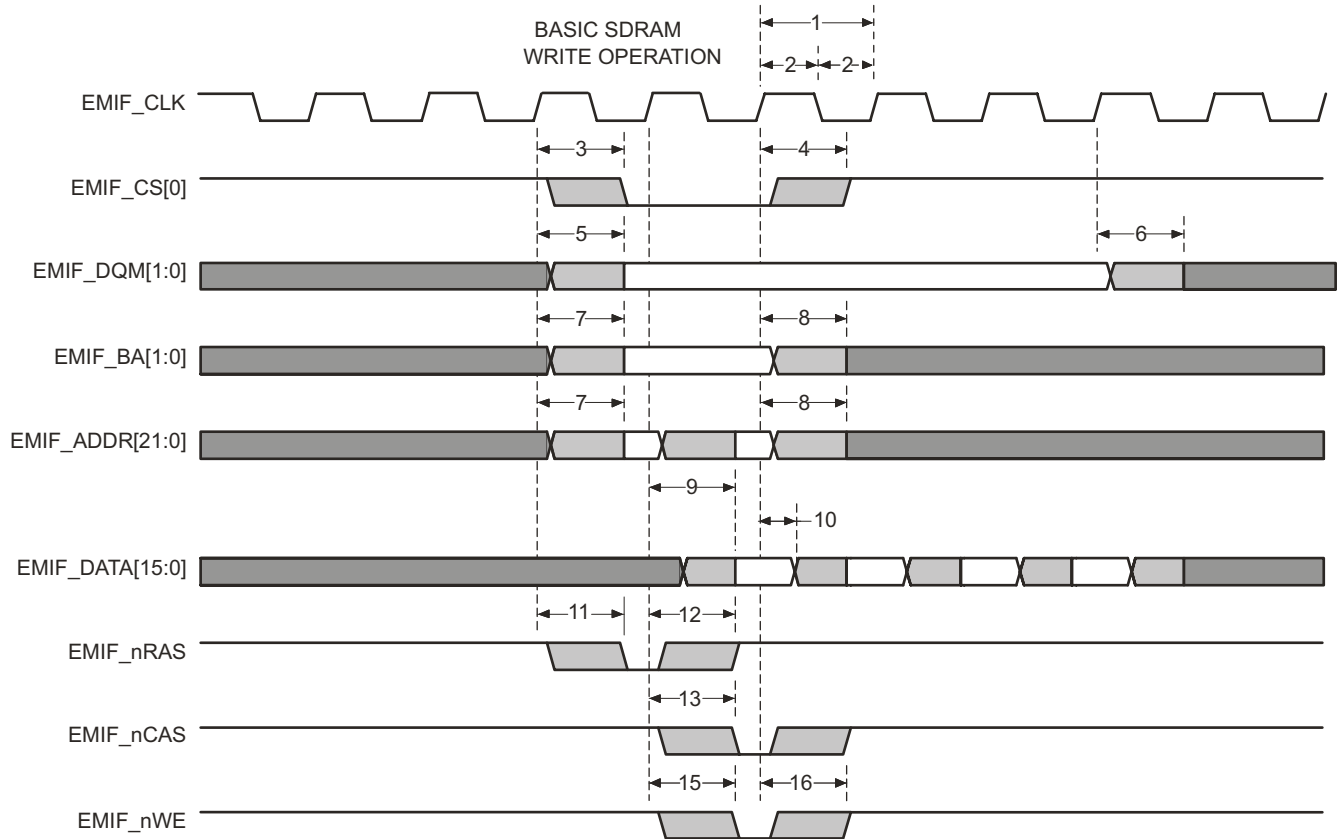 BASIC SDRAM
WRITE OPERATION
1
2 2
EMIF_CLK
3 4
EMIF_CS[0]
5 6
EMIF_DQM[1:0]
7 8
EMIF_BA[1:0]
7 8
EMIF_ADDR[21:0]
9
10
EMIF_DATA[15:0]
11 12
EMIF_nRAS
13
EMIF_nCAS
15 16
EMIF_nWE